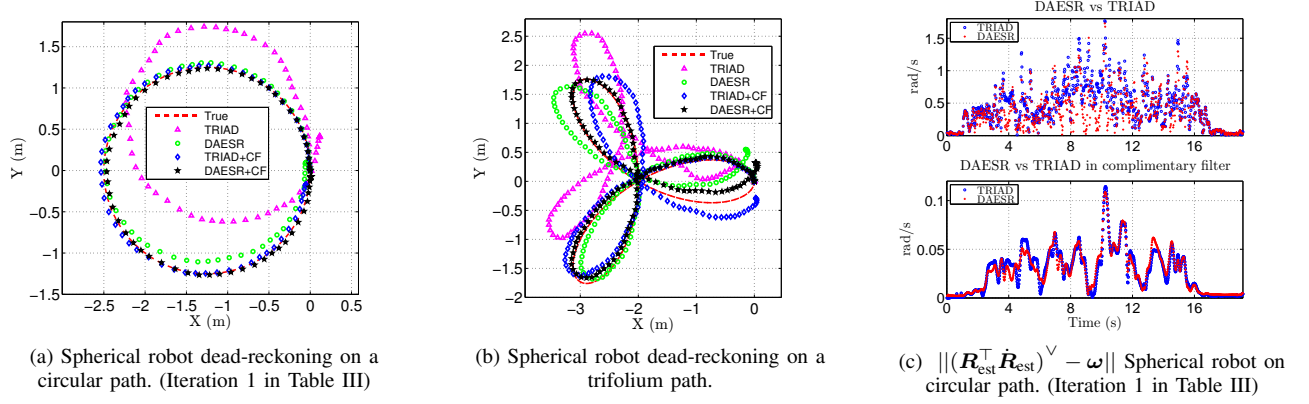 Y (m)
1.5
1
0.5
0
−0.5
−1
−1.5
True
TRIAD
DAESR
TRIAD+CF
DAESR+CF
−2.5 −2 −1.5 −1 −0.5 0 0.5
X (m)
(a) Spherical robot dead-reckoning on a
circular path. (Iteration 1 in Table III)
Y (m)
2.5
2
1.5
1
0.5
0
−0.5
−1
−1.5
−2
True
TRIAD
DAESR
TRIAD+CF
DAESR+CF
−3 −2 −1 0
X (m)
(b) Spherical robot dead-reckoning on a
trifolium path.
DAESR vs TRIAD
rad/s
1.5
1
0.5
0
TRIAD
DAESR
4 8 12 16
DAESR vs TRIAD in complimentary filter
rad/s
0.1
0.05
0
TRIAD
DAESR
0 4 8 12 16
Time (s)
(c) ||(R⊤est Ṙest)∨ − ω|| Spherical robot on
circular path. (Iteration 1 in Table III)